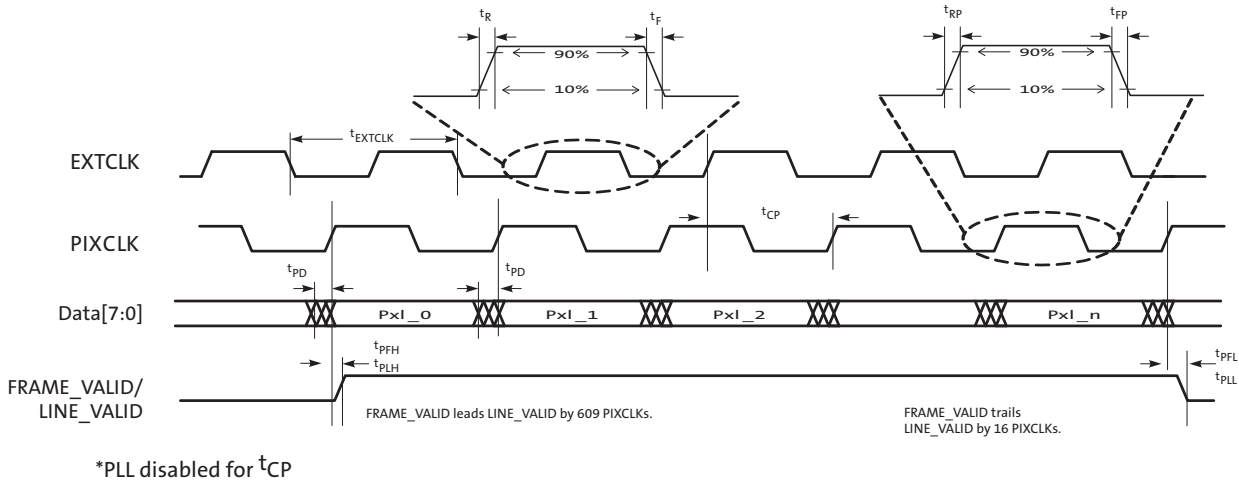 tR
tF
90%
10%
tRP
tFP
90%
10%
tEXTCLK
EXTCLK
tCP
PIXCLK
tPD
tPD
Data[7:0]
Pxl_0
Pxl_1
Pxl_2
Pxl_n
tPFH
tPLH
tPFL
tPLL
FRAME_VALID/
LINE_VALID
FRAME_VALID leads LINE_VALID by 609 PIXCLKs.
FRAME_VALID trails
LINE_VALID by 16 PIXCLKs.
*PLL disabled for tCP